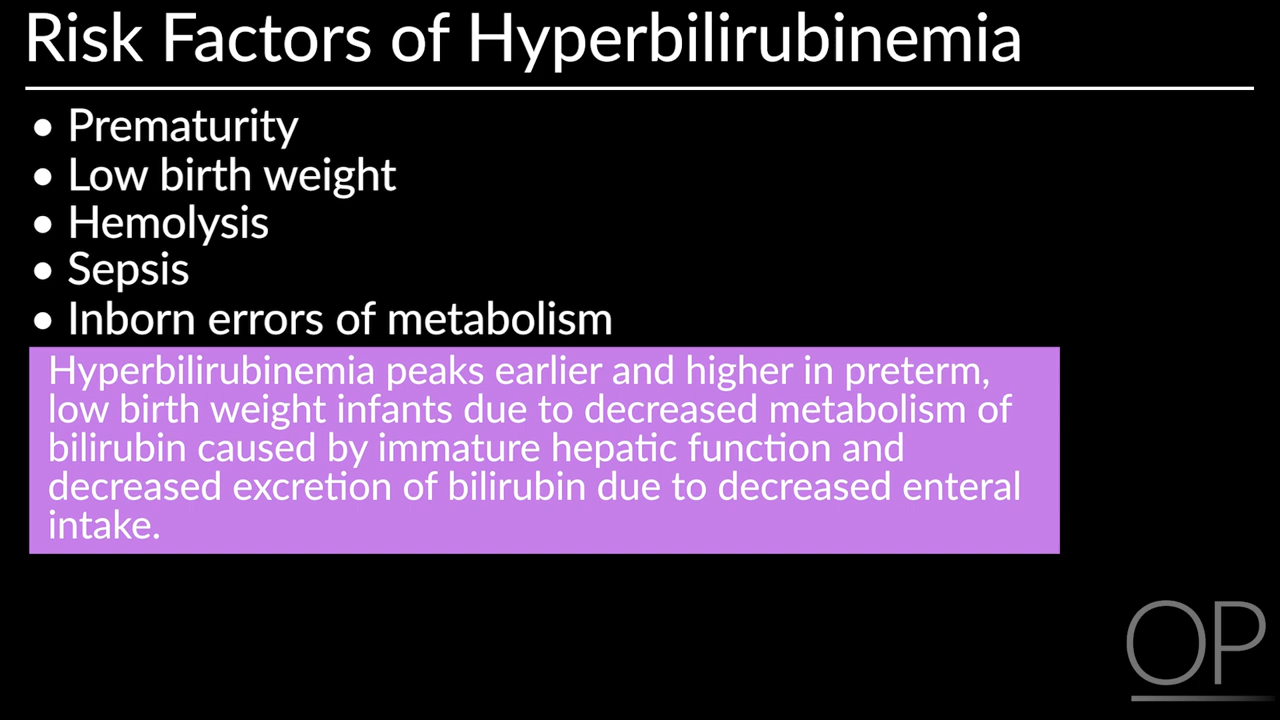 Risk Factors of Hyperbilirubinemia
• Prematurity
• Low birth weight
• Hemolysis
• Sepsis
• Inborn errors of metabolism
Hyperbilirubinemia peaks earlier and higher in preterm,
low birth weight infants due to decreased metabolism of
bilirubin caused by immature hepatic function and
decreased excretion of bilirubin due to decreased enteral
intake.
OP